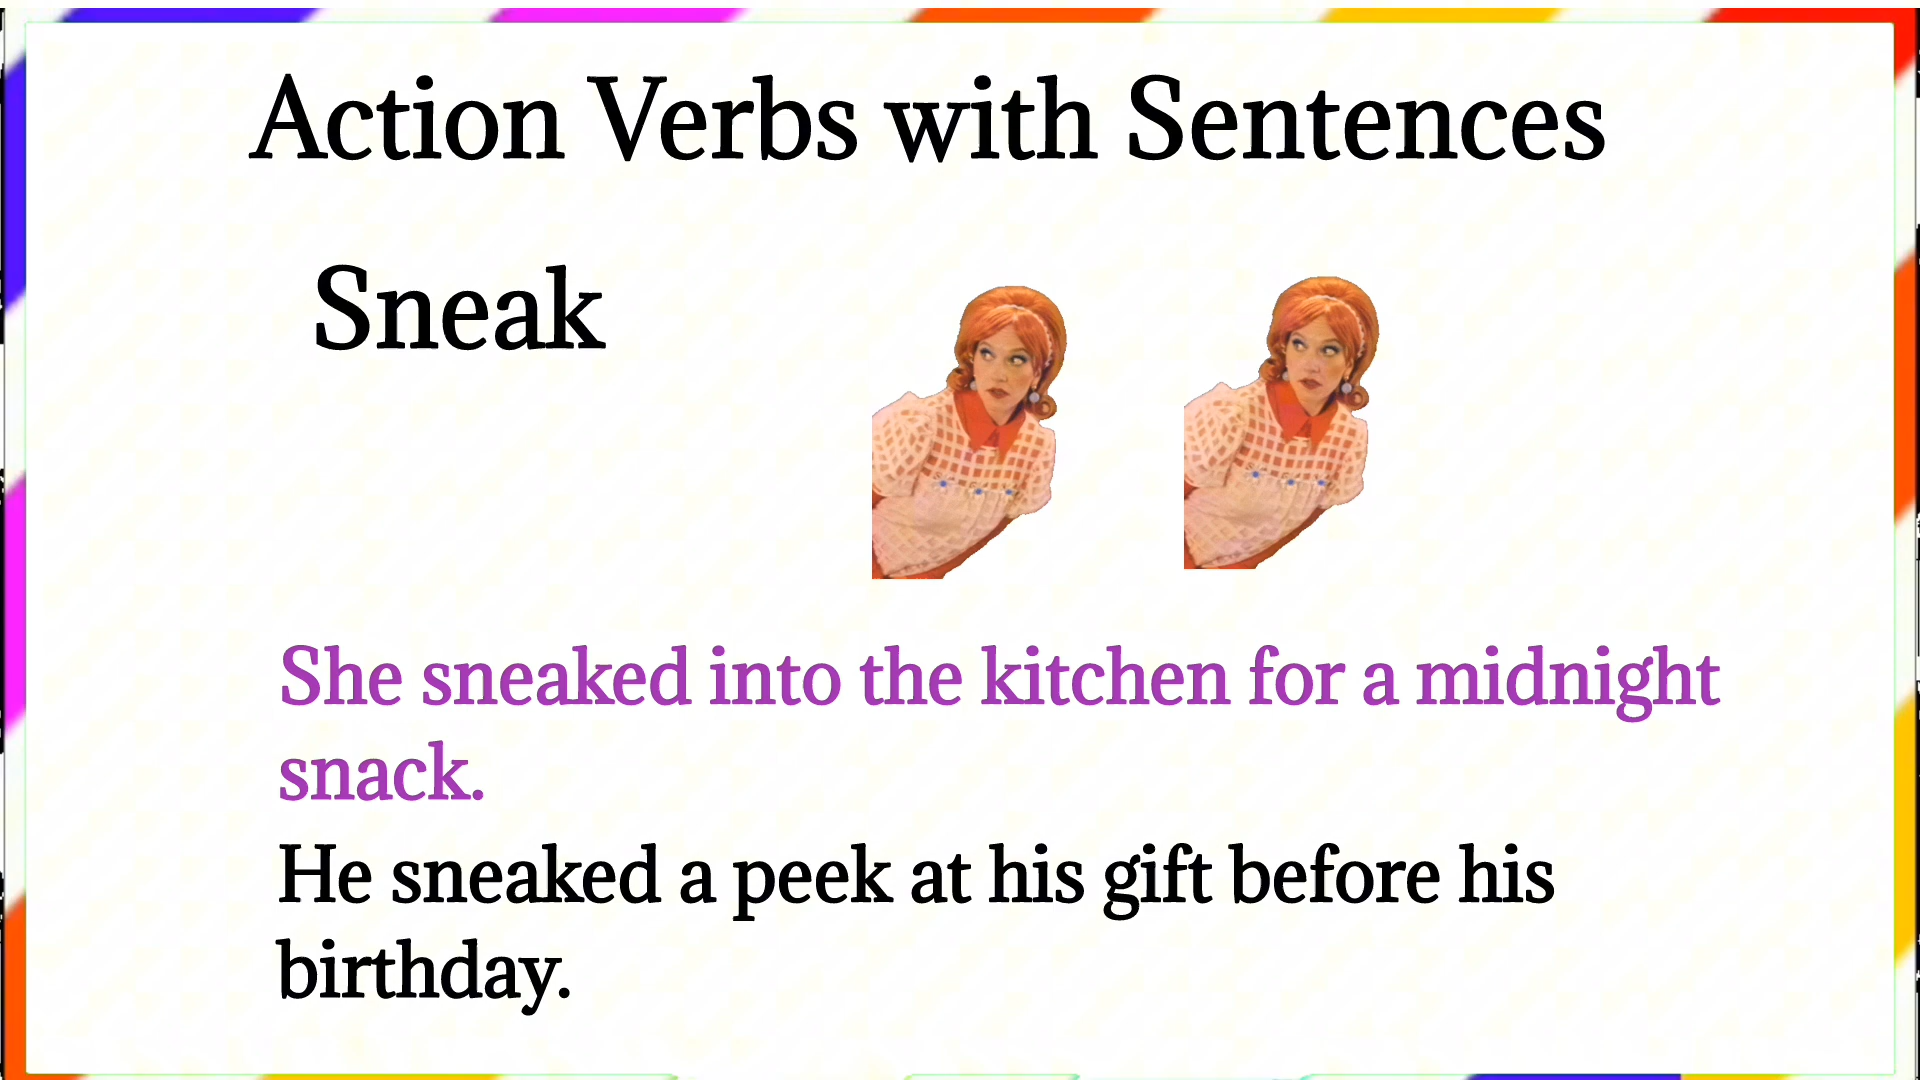 Action Verbs with Sentences
Sneak
She sneaked into the kitchen for a midnight
snack.
He sneaked a peek at his gift before his
birthday.